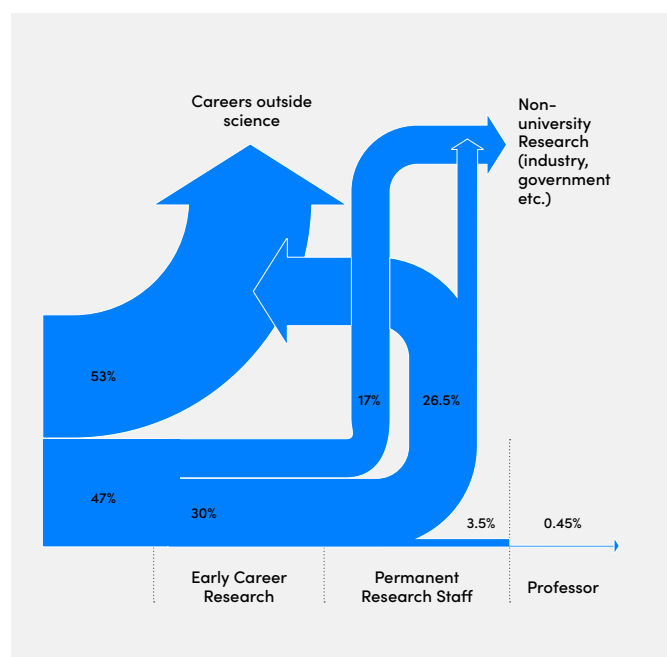 Careers outside
science
Non-
university
Research
(industry,
government
etc.)
53%
17%
26.5%
47%
30%
3.5%
0.45%
Early Career
Research
Permanent
Research Staff
Professor